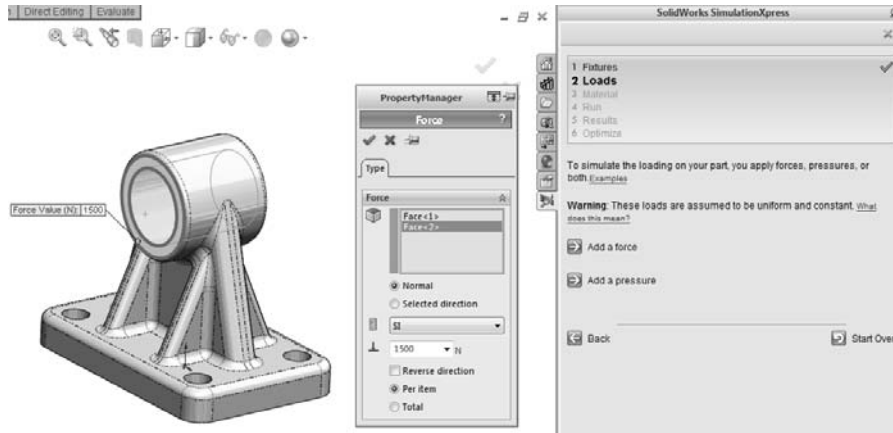 Direct Editing Evaluate
Force Value (N): 1500
PropertyManager
Force ?
Type
Force
Face<1>
Face<2>
Normal
Selected direction
SI
1500 N
Reverse direction
Per item
Total
SolidWorks SimulationXpress
1 Fixtures
2 Loads
3 Material
4 Run
5 Results
6 Optimize
To simulate the loading on your part, you apply forces, pressures, or
both. Examples
Warning: These loads are assumed to be uniform and constant. What
does this mean?
Add a force
Add a pressure
Back
Start Over